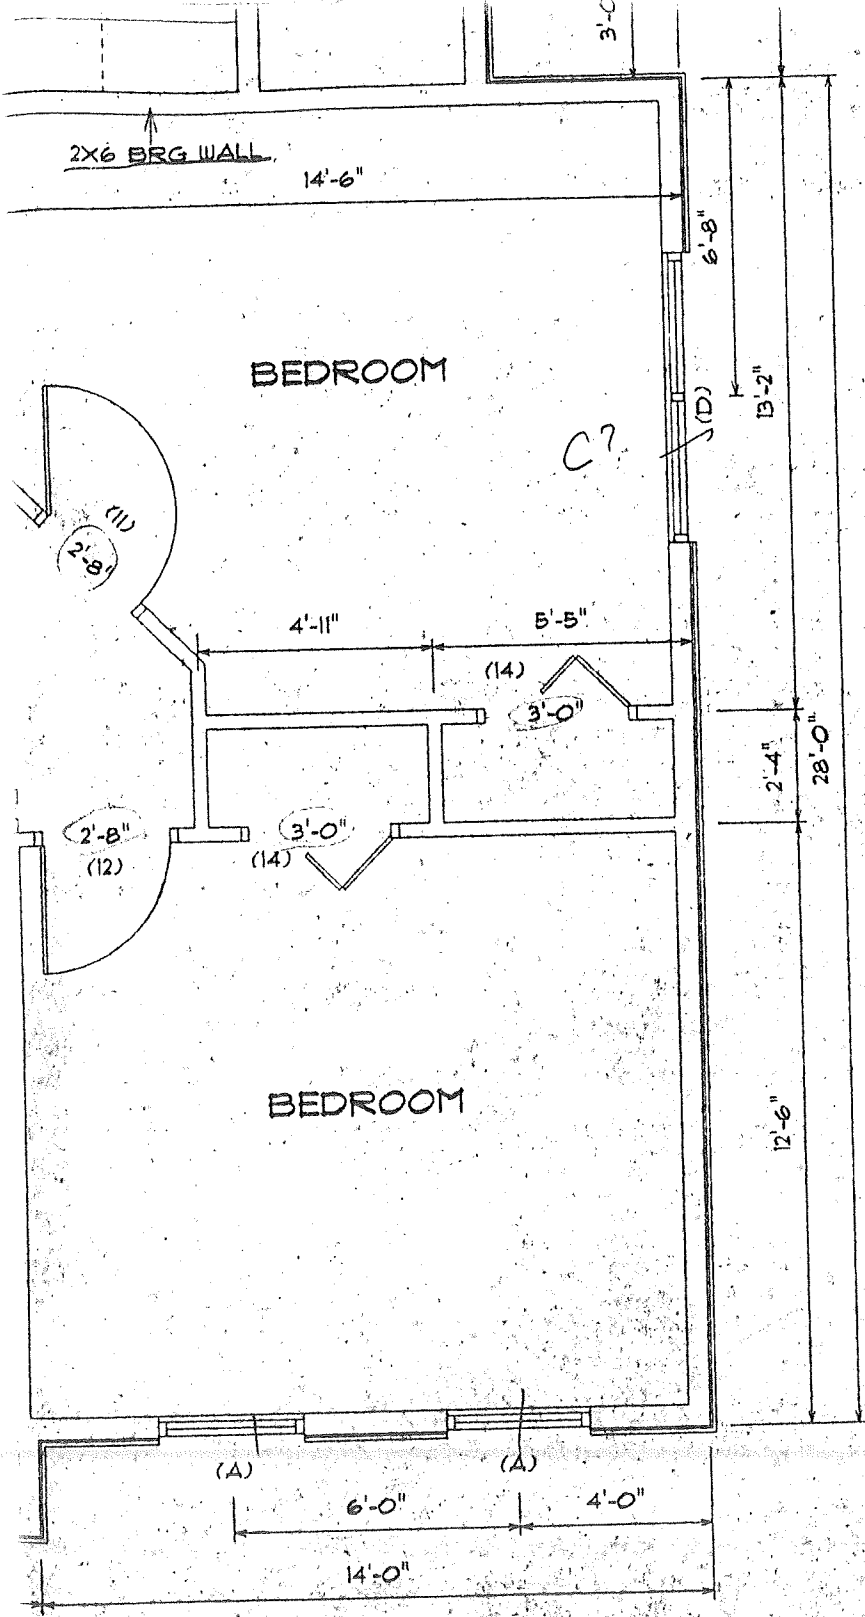 3'-0
2X6 BRG WALL
14'-6"
6'-8"
BEDROOM
13'-2"
(D)
C?
(11)
2'-8'
4'-11"
5'-5"
(14)
3'-0"
2'-4"
28'-0"
2'-8"
(12)
3'-0"
(14)
BEDROOM
12'-6"
(A)
(A)
6'-0"
4'-0"
14'-0"